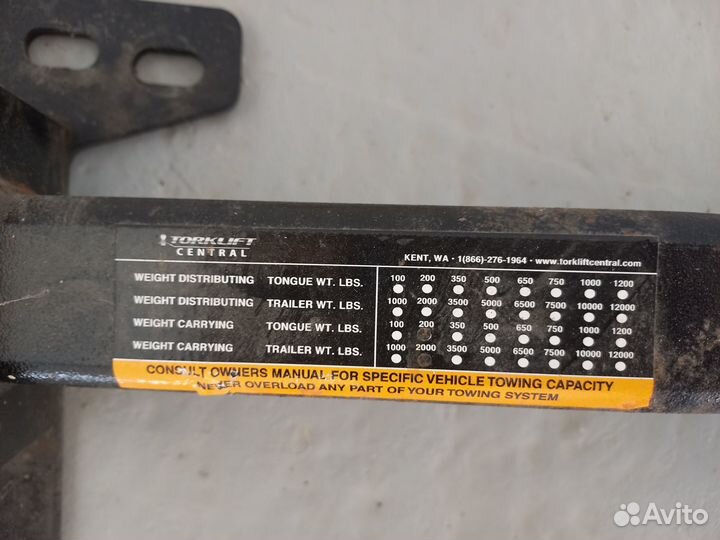 TORKLIFT
CENTRAL
KENT, WA • 1(866)-276-1964 • www.torkliftcentral.com
WEIGHT DISTRIBUTING TONGUE WT. LBS. 100 200 350 500 650 750 1000 1200
WEIGHT DISTRIBUTING TRAILER WT. LBS. 1000 2000 3500 5000 6500 7500 10000 12000
WEIGHT CARRYING TONGUE WT. LBS. 100 200 350 500 650 750 1000 1200
WEIGHT CARRYING TRAILER WT. LBS. 1000 2000 3500 5000 6500 7500 10000 12000
CONSULT OWNERS MANUAL FOR SPECIFIC VEHICLE TOWING CAPACITY
NEVER OVERLOAD ANY PART OF YOUR TOWING SYSTEM
Avito